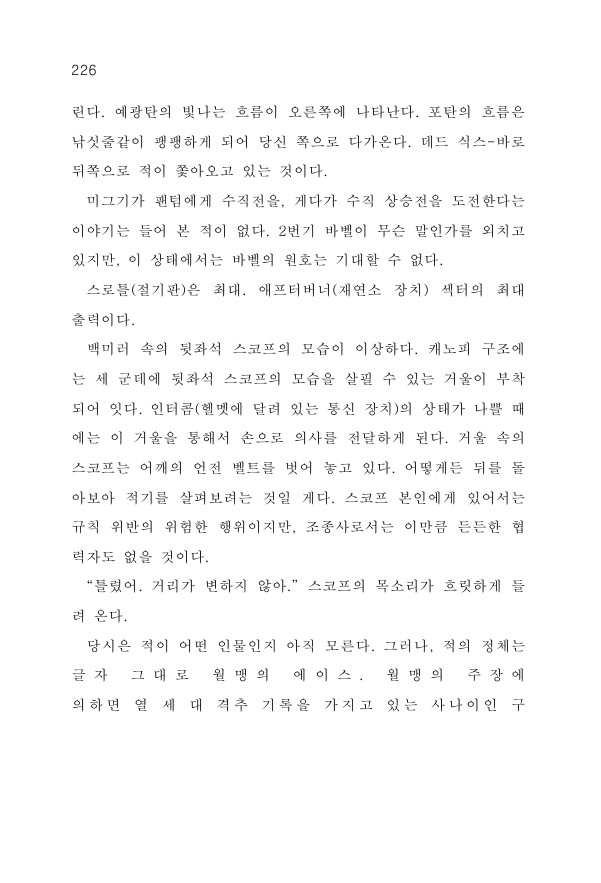 226
린다. 예광탄의 빛나는 흐름이 오른쪽에 나타난다. 포탄의 흐름은
낚싯줄같이 팽팽하게 되어 당신 쪽으로 다가온다. 데드 식스-바로
뒤쪽으로 적이 쫓아오고 있는 것이다.
미그기가 팬텀에게 수직전을, 게다가 수직 상승전을 도전한다는
이야기는 들어 본 적이 없다. 2번기 바벨이 무슨 말인가를 외치고
있지만, 이 상태에서는 바벨의 원호는 기대할 수 없다.
스로틀(절기판)은 최대. 애프터버너(재연소 장치) 섹터의 최대
출력이다.
백미러 속의 뒷좌석 스코프의 모습이 이상하다. 캐노피 구조에
는 세 군데에 뒷좌석 스코프의 모습을 살필 수 있는 거울이 부착
되어 잇다. 인터콤(헬멧에 달려 있는 통신 장치)의 상태가 나쁠 때
에는 이 거울을 통해서 손으로 의사를 전달하게 된다. 거울 속의
스코프는 어깨의 언전 벨트를 벗어 놓고 있다. 어떻게든 뒤를 돌
아보아 적기를 살펴보려는 것일 게다. 스코프 본인에게 있어서는
규칙 위반의 위험한 행위이지만, 조종사로서는 이만큼 든든한 협
력자도 없을 것이다.
“틀렸어. 거리가 변하지 않아.” 스코프의 목소리가 흐릿하게 들
려 온다.
당시은 적이 어떤 인물인지 아직 모른다. 그러나, 적의 정체는
글자 그대로 월맹의 에이스. 월맹의 주장에
의하면 열 세 대 격추 기록을 가지고 있는 사나이인 구